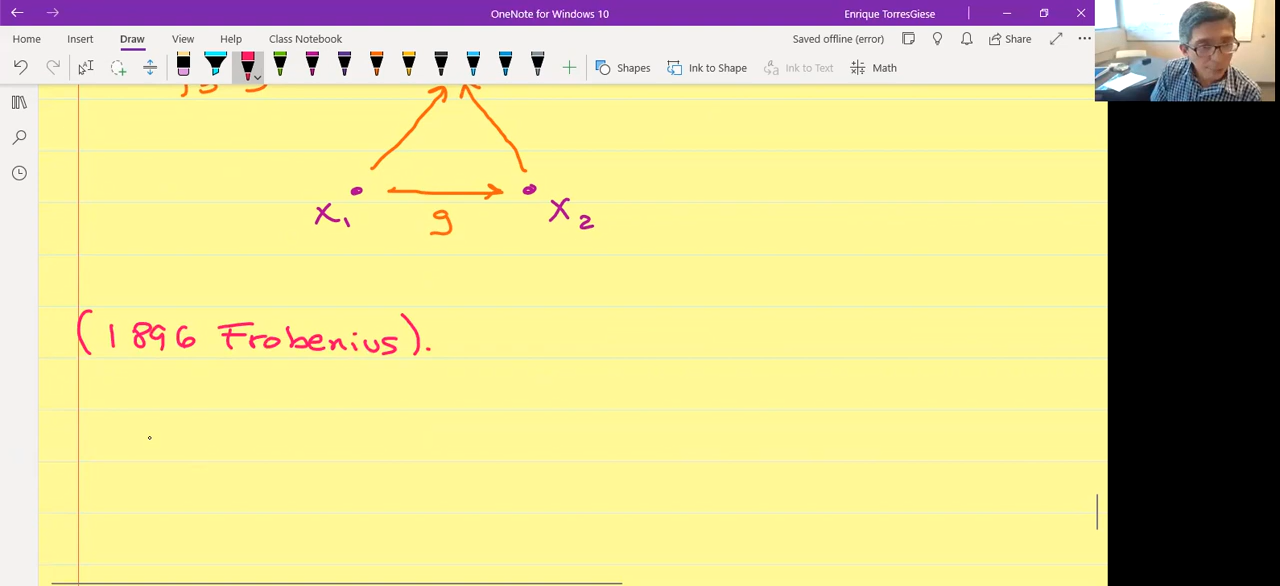 OneNote for Windows 10
Enrique TorresGiese
Home Insert Draw View Help Class Notebook
Saved offline (error)
Share
Shapes
Ink to Shape
Ink to Text
Math
x₁
g
x₂
(1896 Frobenius).